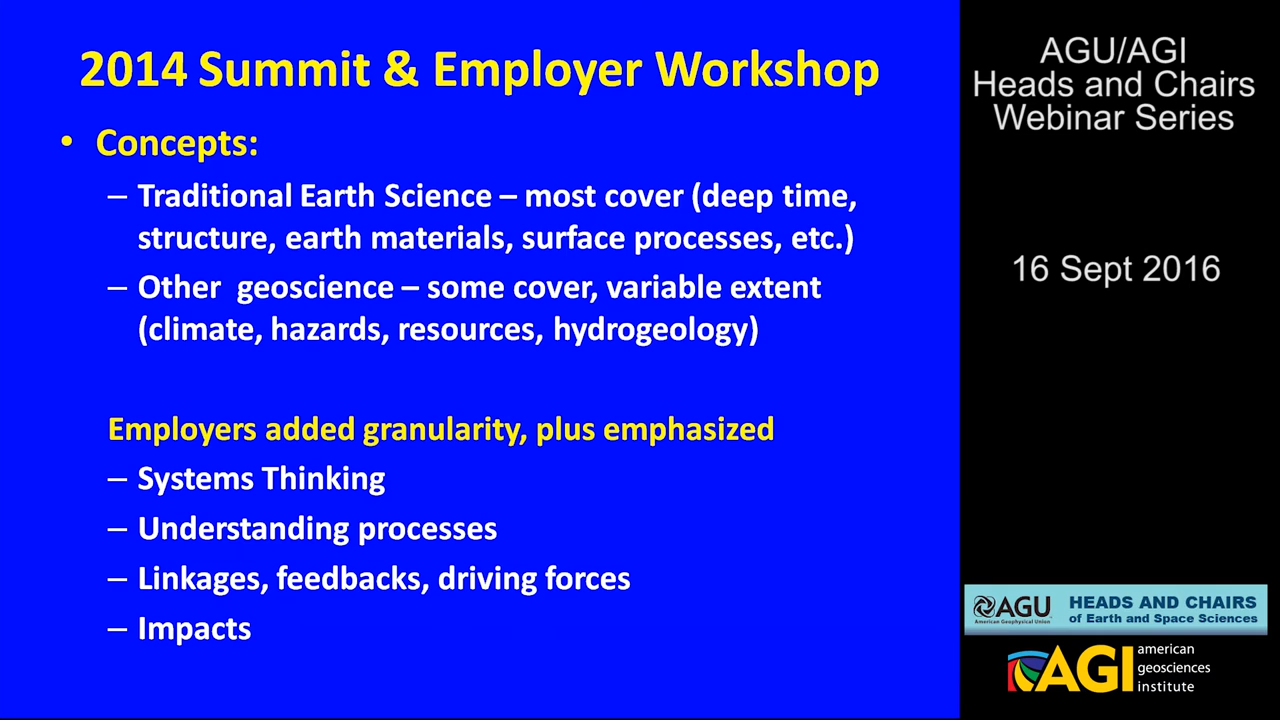 2014 Summit & Employer Workshop
• Concepts:
– Traditional Earth Science – most cover (deep time,
structure, earth materials, surface processes, etc.)
– Other geoscience – some cover, variable extent
(climate, hazards, resources, hydrogeology)
Employers added granularity, plus emphasized
– Systems Thinking
– Understanding processes
– Linkages, feedbacks, driving forces
– Impacts
AGU/AGI
Heads and Chairs
Webinar Series
16 Sept 2016
AGU
American Geophysical Union
HEADS AND CHAIRS
of Earth and Space Sciences
AGI
american
geosciences
institute